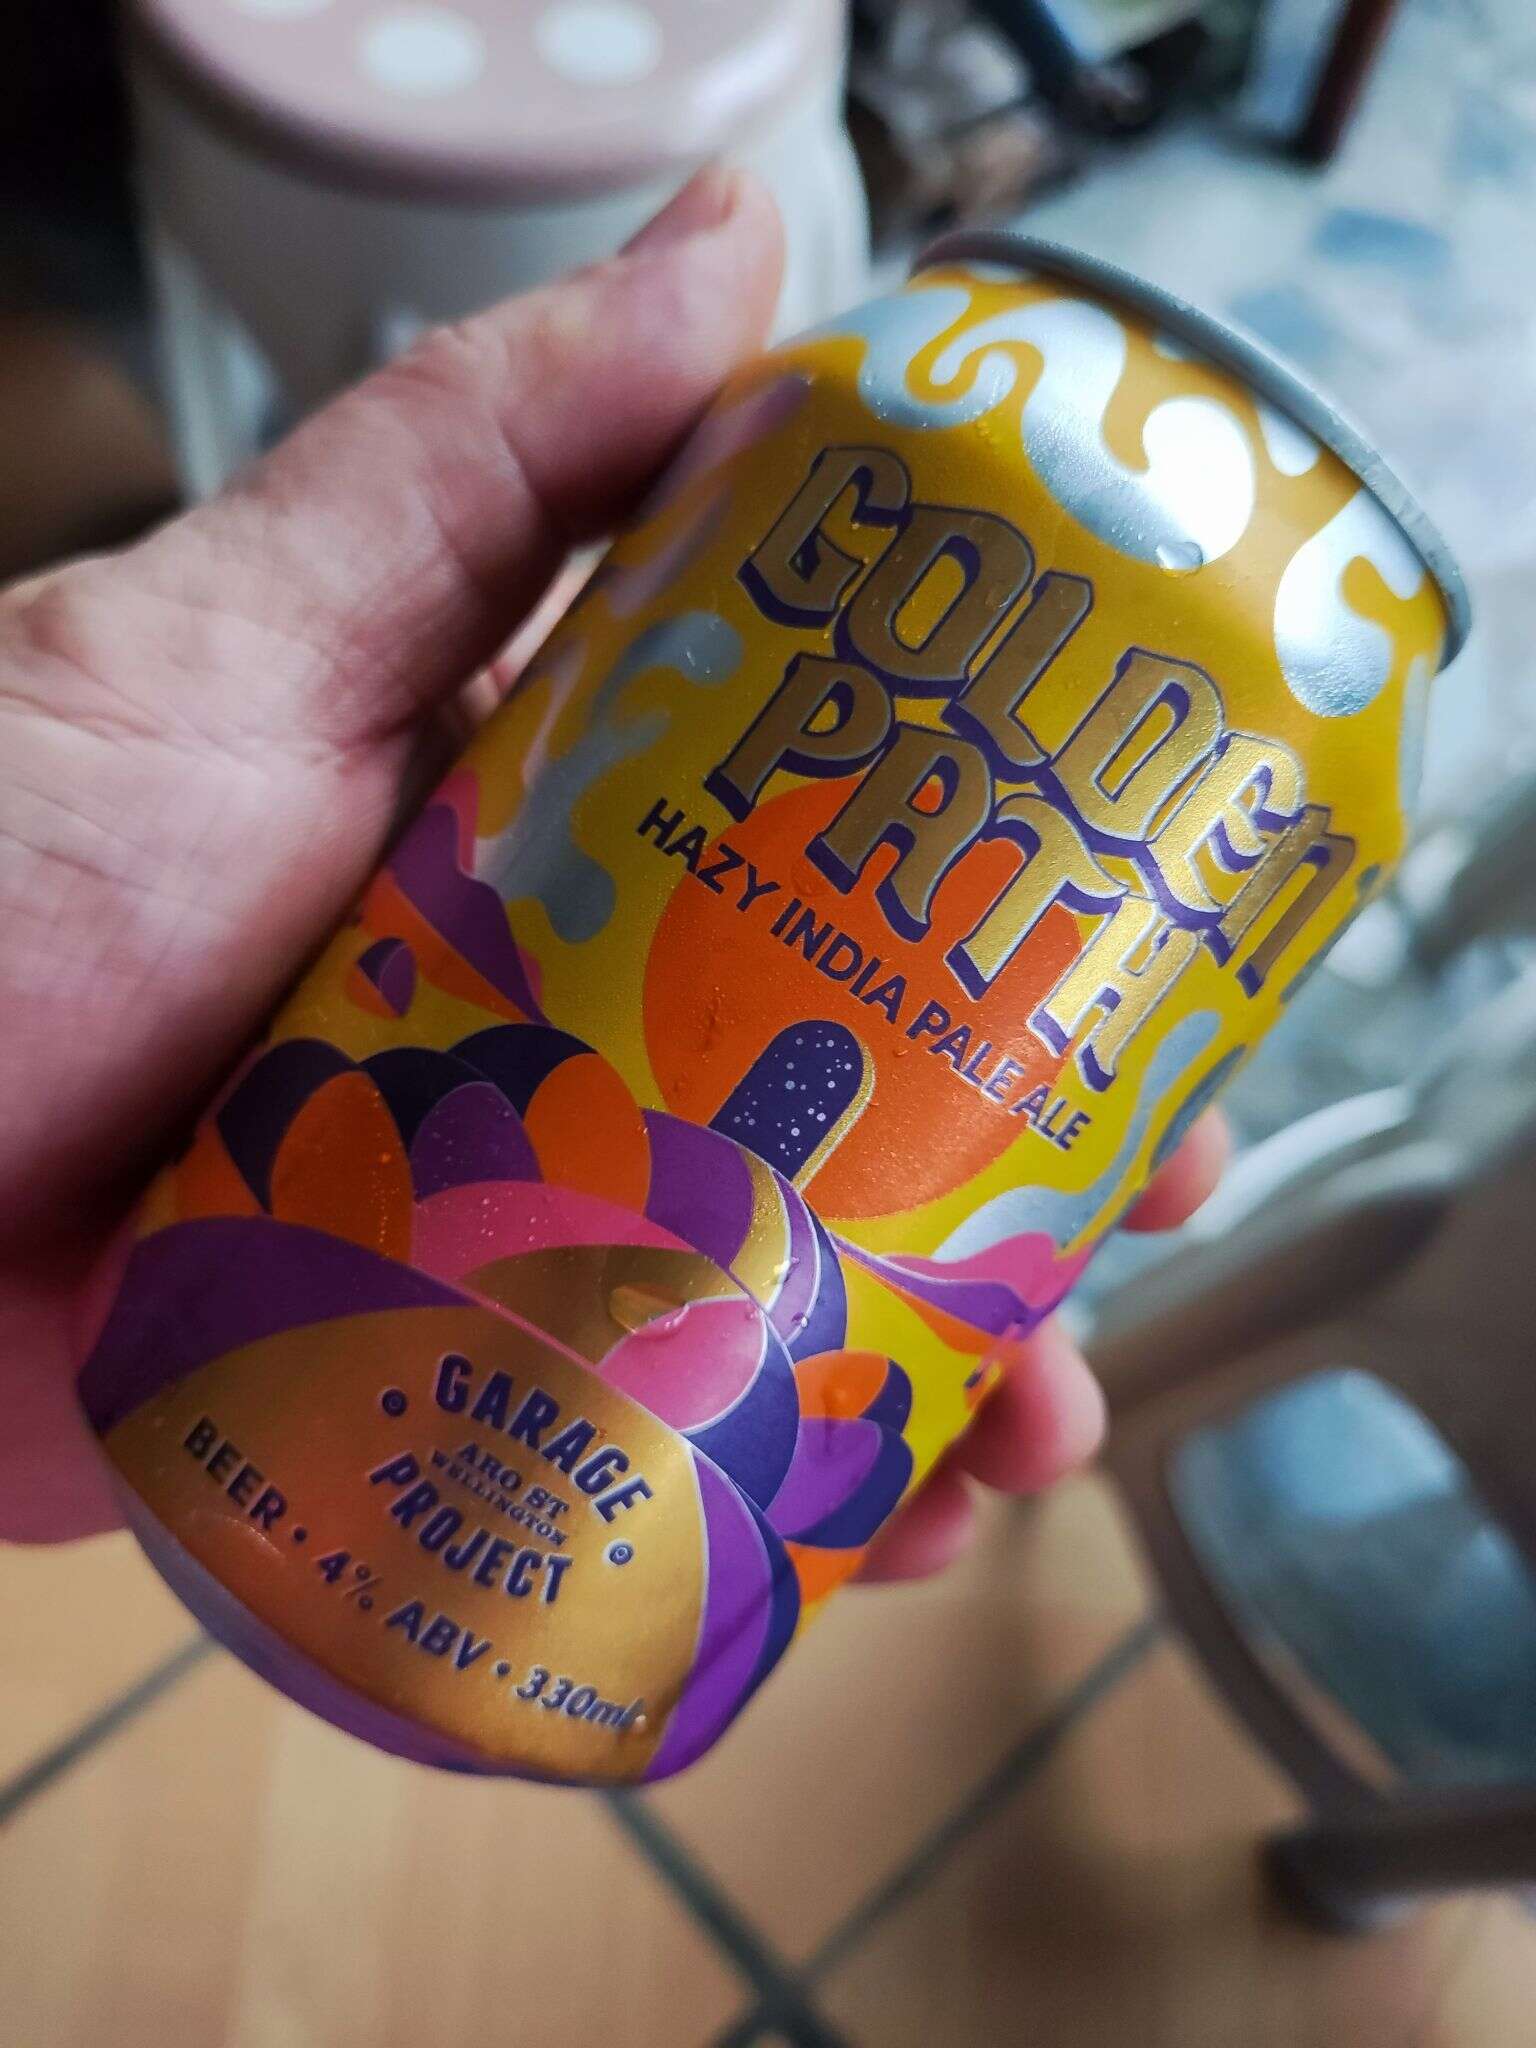 GOLDEN
PATH
HAZY INDIA PALE ALE
GARAGE
ARO ST
WELLINGTON
PROJECT
BEER • 4% ABV • 330ml